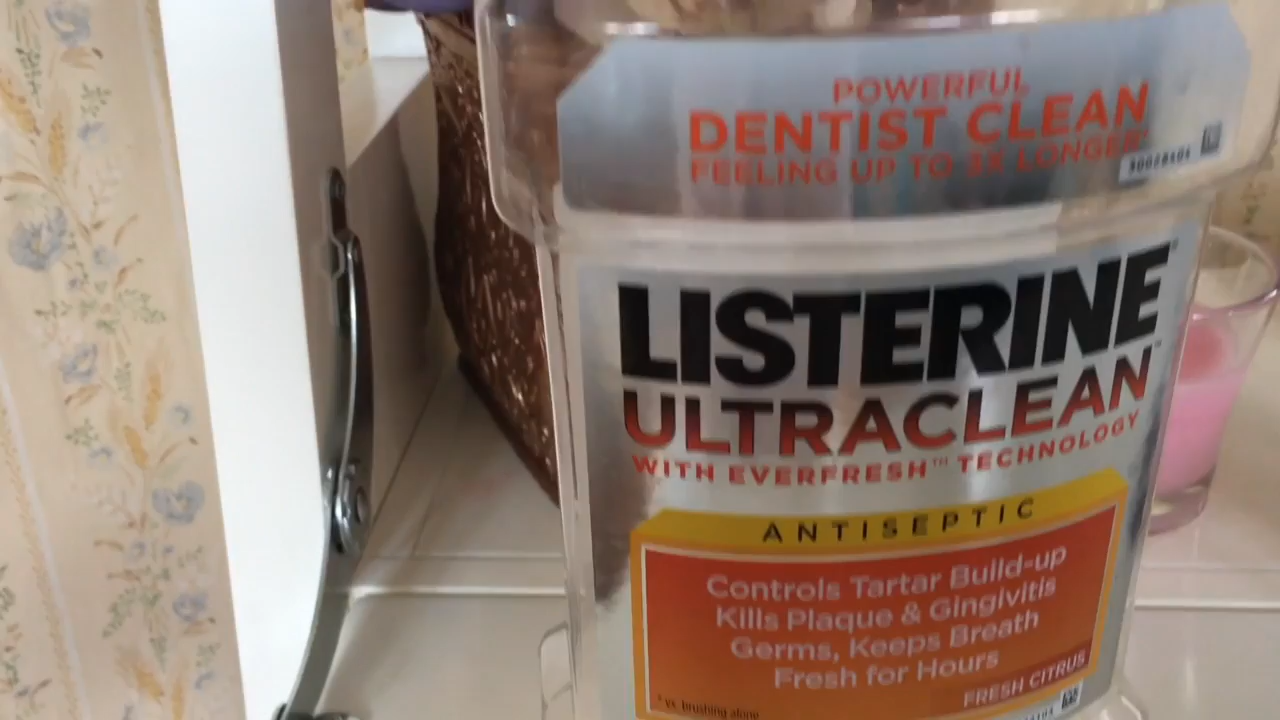 POWERFUL
DENTIST CLEAN
FEELING UP TO 3X LONGER*
LISTERINE®
ULTRACLEAN™
WITH EVERFRESH™ TECHNOLOGY
ANTISEPTIC
Controls Tartar Build-up
Kills Plaque & Gingivitis
Germs, Keeps Breath
Fresh for Hours
FRESH CITRUS
* vs. brushing alone